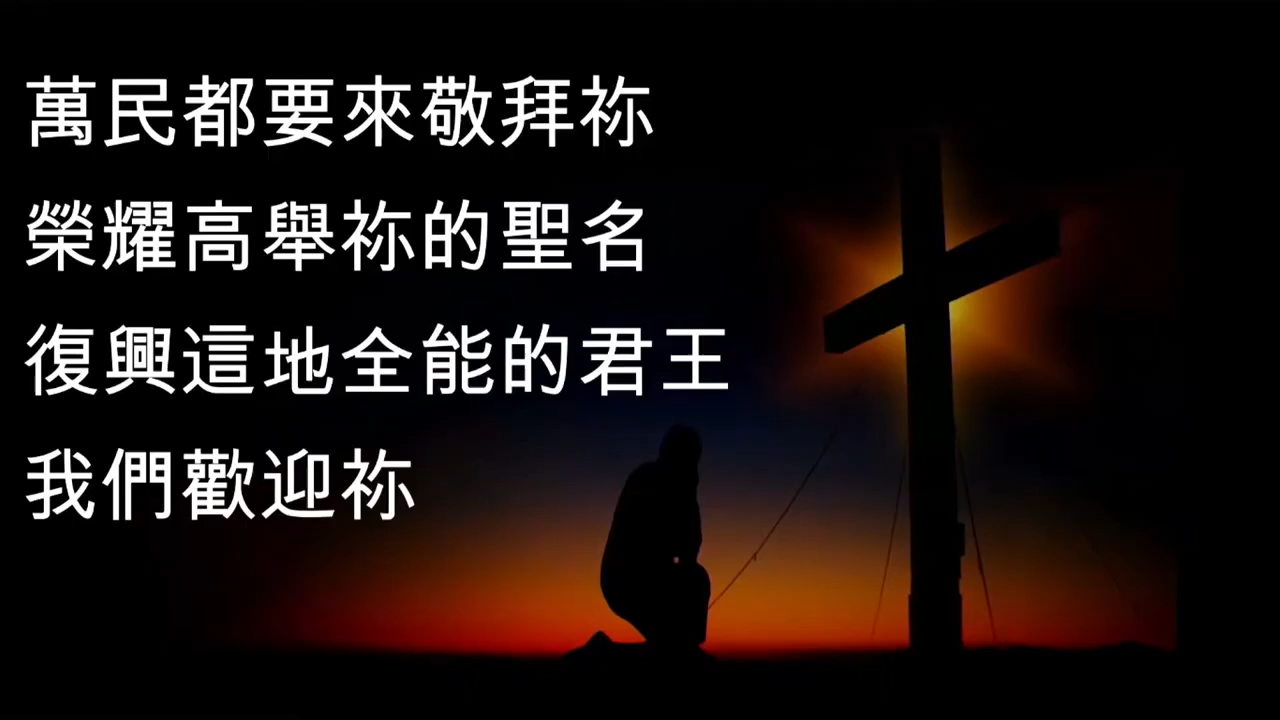 萬民都要來敬拜祢
榮耀高舉祢的聖名
復興這地全能的君王
我們歡迎祢